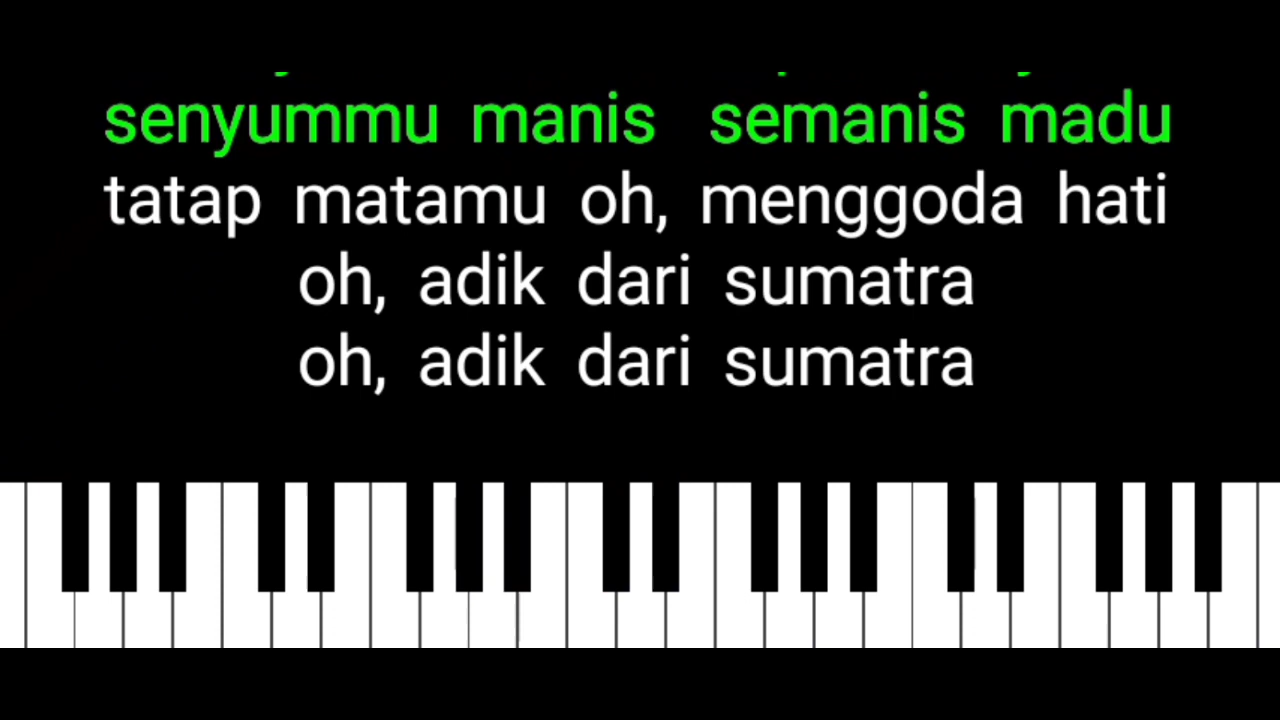 senyummu manis semanis madu
tatap matamu oh, menggoda hati
oh, adik dari sumatra
oh, adik dari sumatra